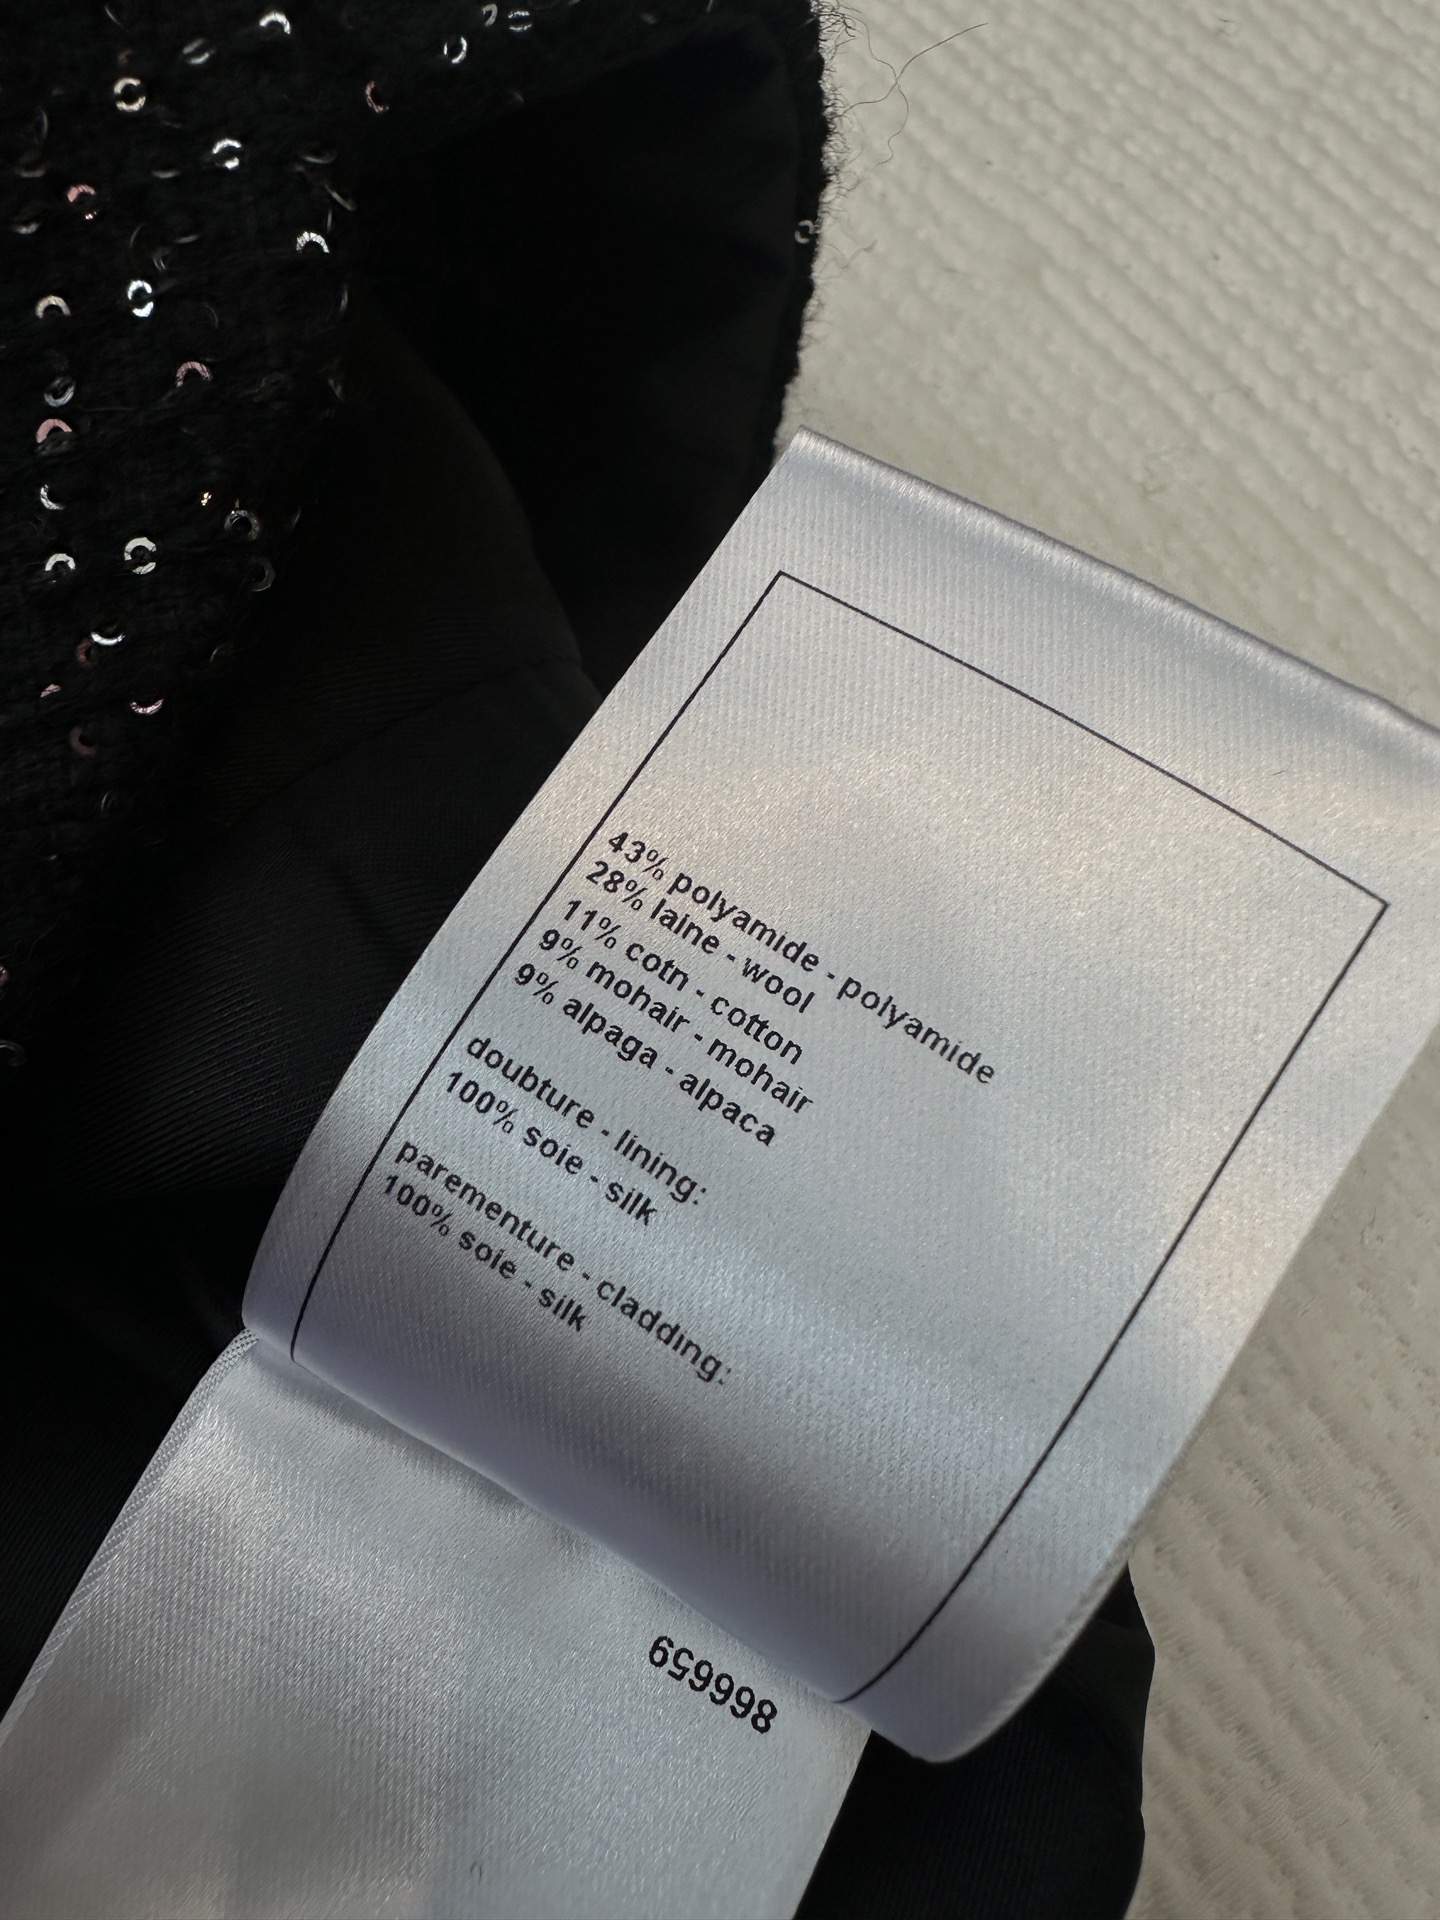 43% polyamide - polyamide
28% laine - wool
11% cotn - cotton
9% mohair - mohair
9% alpaga - alpaca
doubture - lining:
100% soie - silk
parementure - cladding:
100% soie - silk
866659